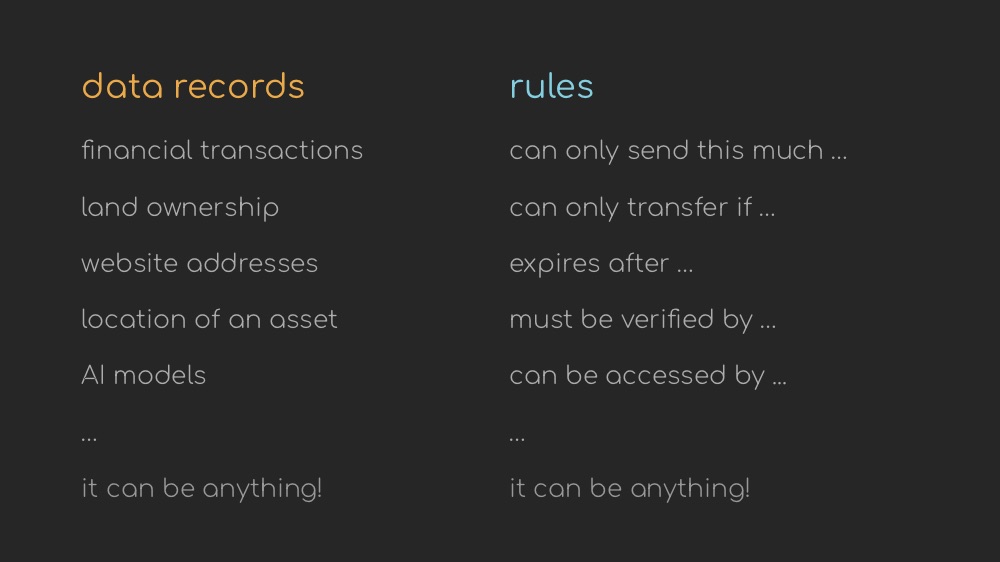 data records
financial transactions
land ownership
website addresses
location of an asset
AI models
...
it can be anything!
rules
can only send this much ...
can only transfer if ...
expires after ...
must be verified by ...
can be accessed by ...
...
it can be anything!